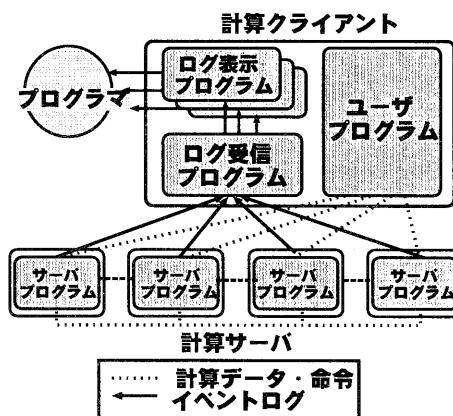 計算クライアント
ログ表示
プログラム
プログラマ
ユーザ
プログラム
ログ受信
プログラム
サーバ
プログラム
サーバ
プログラム
サーバ
プログラム
サーバ
プログラム
計算サーバ
計算データ・命令
イベントログ